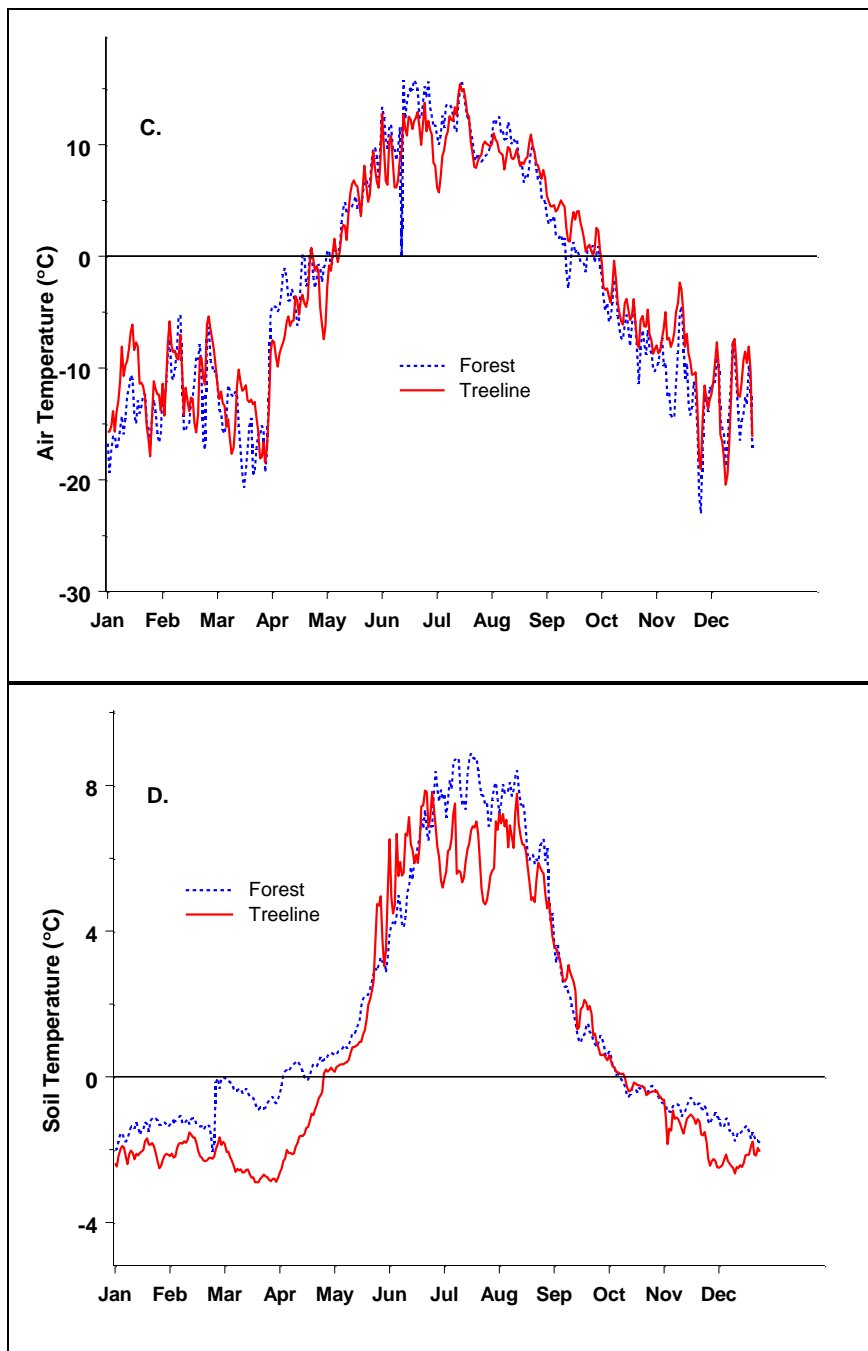 C.
10
0
-10
-20
-30
Air Temperature (°C)
Forest
Treeline
Jan Feb Mar Apr May Jun Jul Aug Sep Oct Nov Dec
D.
8
4
0
-4
Soil Temperature (°C)
Forest
Treeline
Jan Feb Mar Apr May Jun Jul Aug Sep Oct Nov Dec